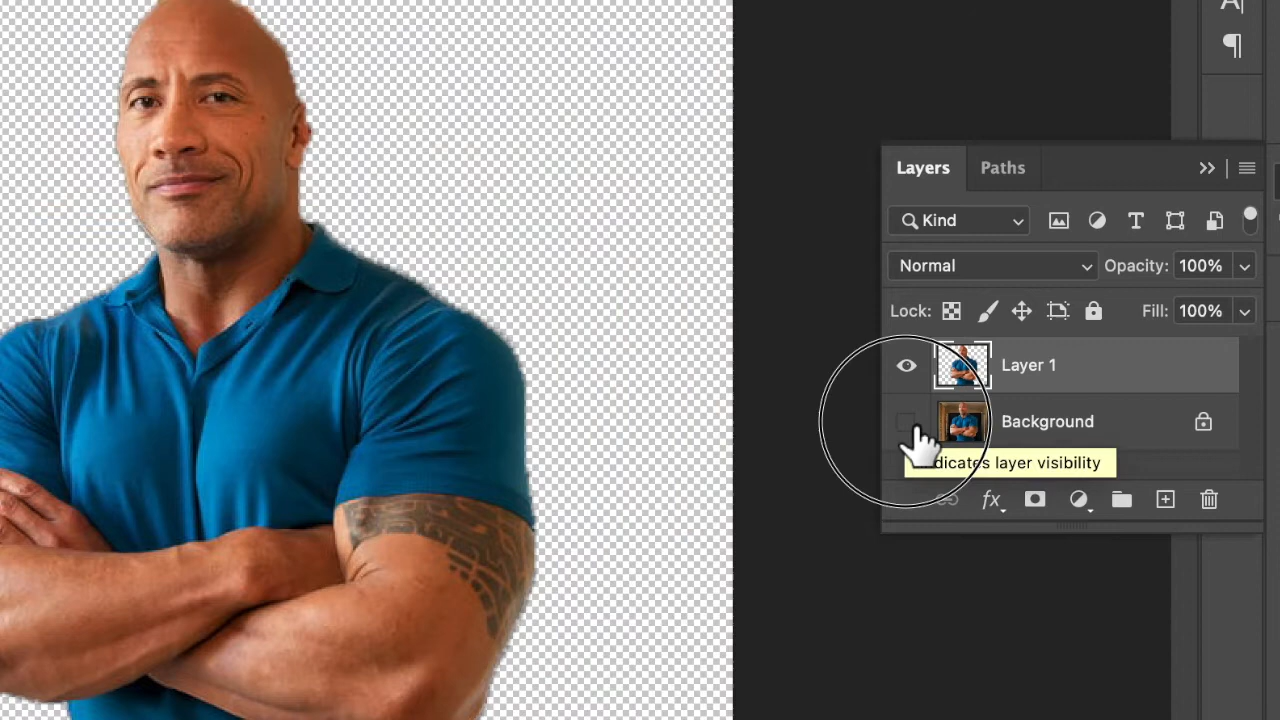 A|
¶
Layers Paths
Kind
Normal Opacity: 100%
Lock: Fill: 100%
Layer 1
Background
dicates layer visibility
fx